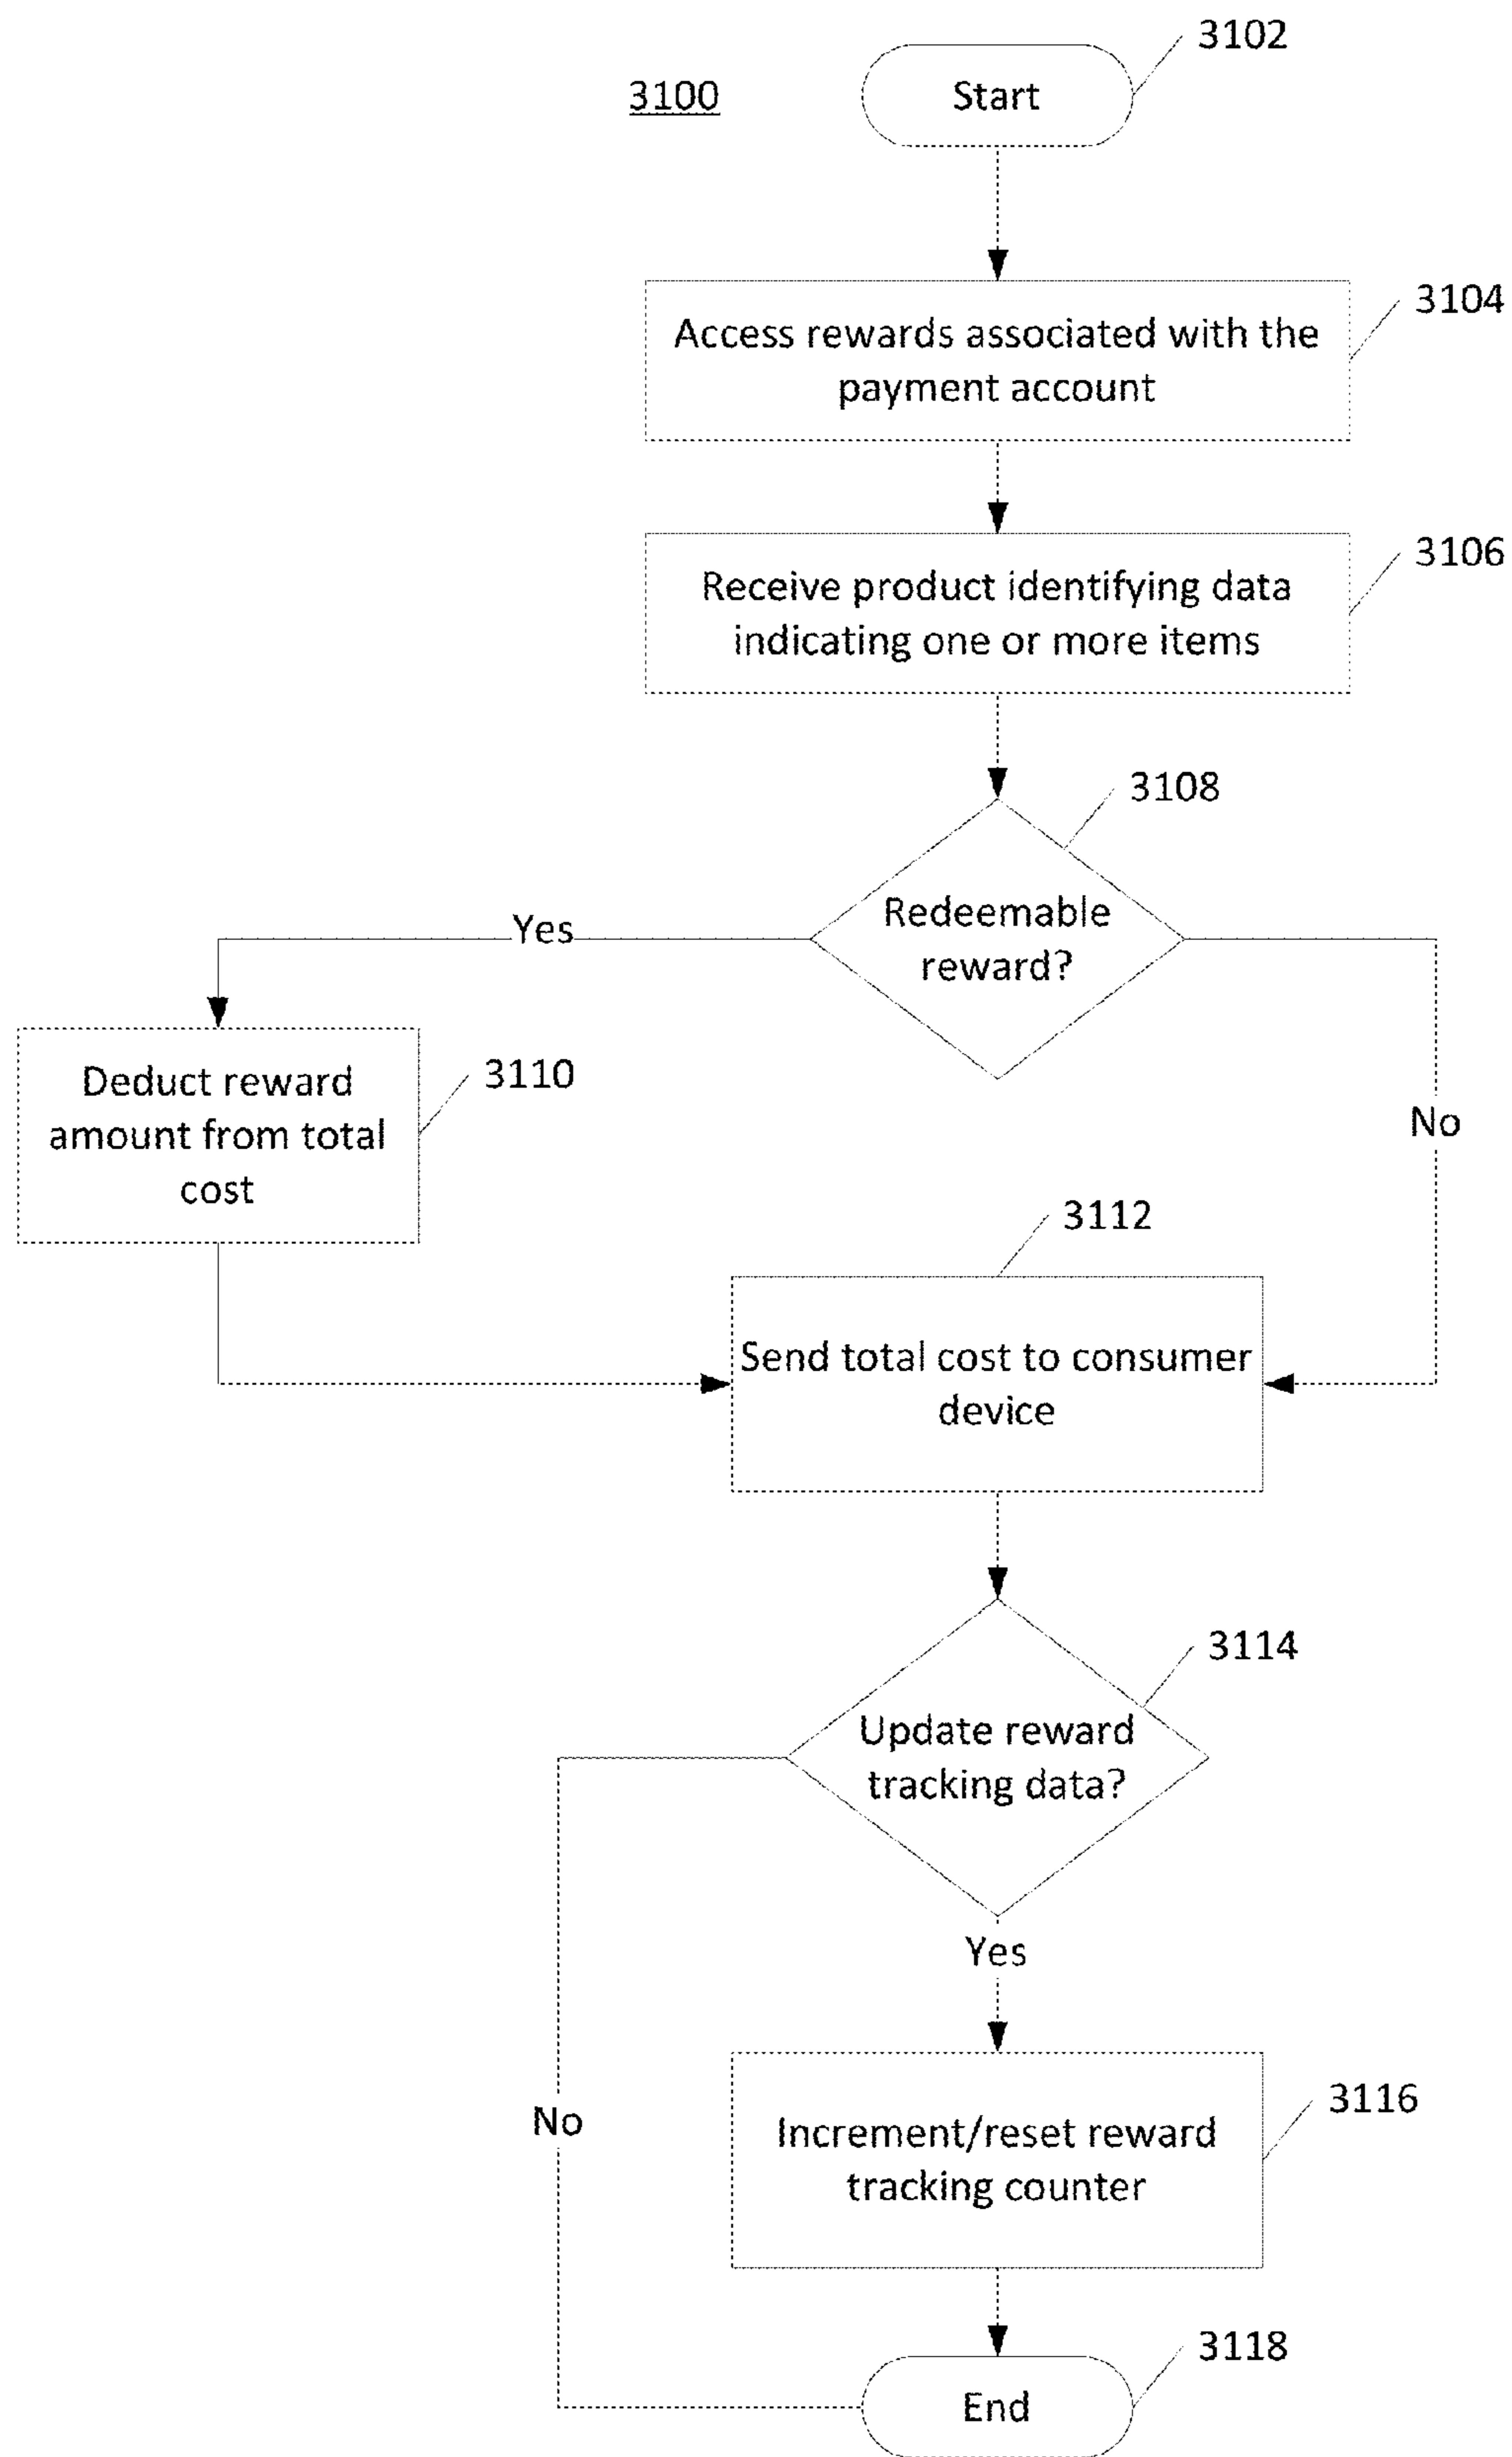 3102
3100
Start
3104
Access rewards associated with the
payment account
3106
Receive product identifying data
indicating one or more items
3108
Redeemable
reward?
Yes
No
3110
Deduct reward
amount from total
cost
3112
Send total cost to consumer
device
3114
Update reward
tracking data?
Yes
No
3116
Increment/reset reward
tracking counter
3118
End